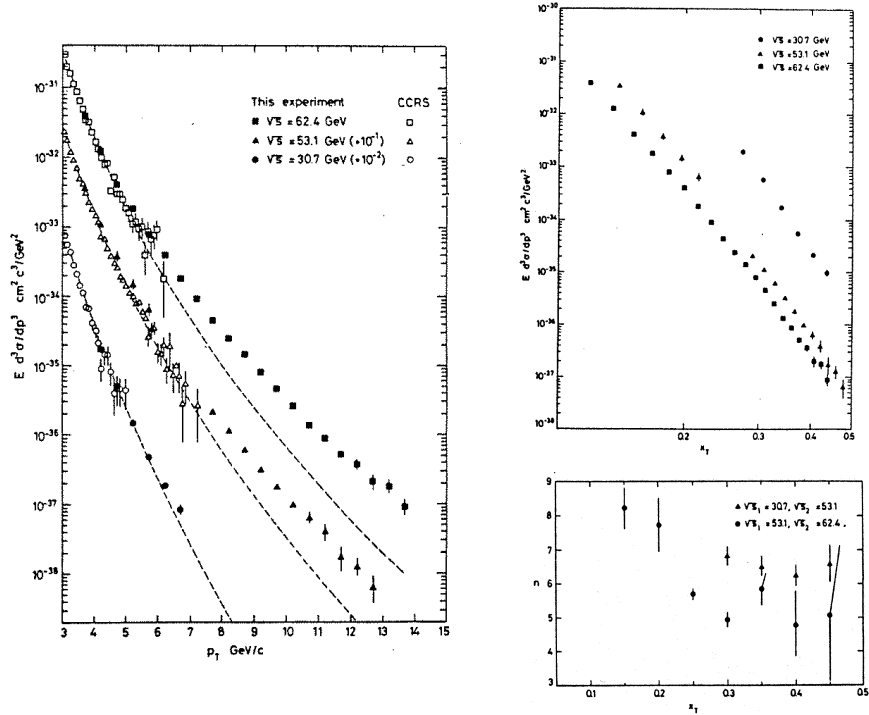 10⁻³¹
10⁻³²
10⁻³³
10⁻³⁴
10⁻³⁵
10⁻³⁶
10⁻³⁷
10⁻³⁸
E d³σ/dp³ cm² c³/GeV²
This experiment CCRS
√s = 62.4 GeV
√s = 53.1 GeV (×10⁻¹)
√s = 30.7 GeV (×10⁻²)
3 4 5 6 7 8 9 10 11 12 13 14 15
p_T GeV/c
10⁻³⁰
10⁻³¹
10⁻³²
10⁻³³
10⁻³⁴
10⁻³⁵
10⁻³⁶
10⁻³⁷
10⁻³⁸
E d³σ/dp³ cm² c³/GeV²
√s = 30.7 GeV
√s = 53.1 GeV
√s = 62.4 GeV
0.2 0.3 0.4 0.5
x_T
9
8
7
6
5
4
3
n
√s₁ = 30.7, √s₂ = 53.1
√s₁ = 53.1, √s₂ = 62.4
0.1 0.2 0.3 0.4 0.5
x_T